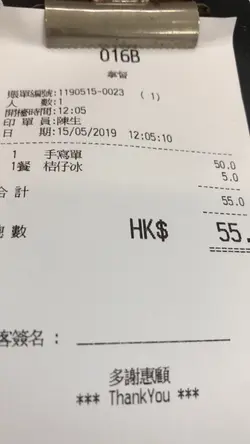 016B
賬單編號:1190515-0023 ( 1)
人 數:1
開檯時間:12:05
印 單 員:陳生
日 期:15/05/2019 12:05:10
1 手寫單 50.0
1餐 桔仔冰 5.0
合 計 55.0
數 HK$ 55.
客簽名 :
多謝惠顧
*** ThankYou ***